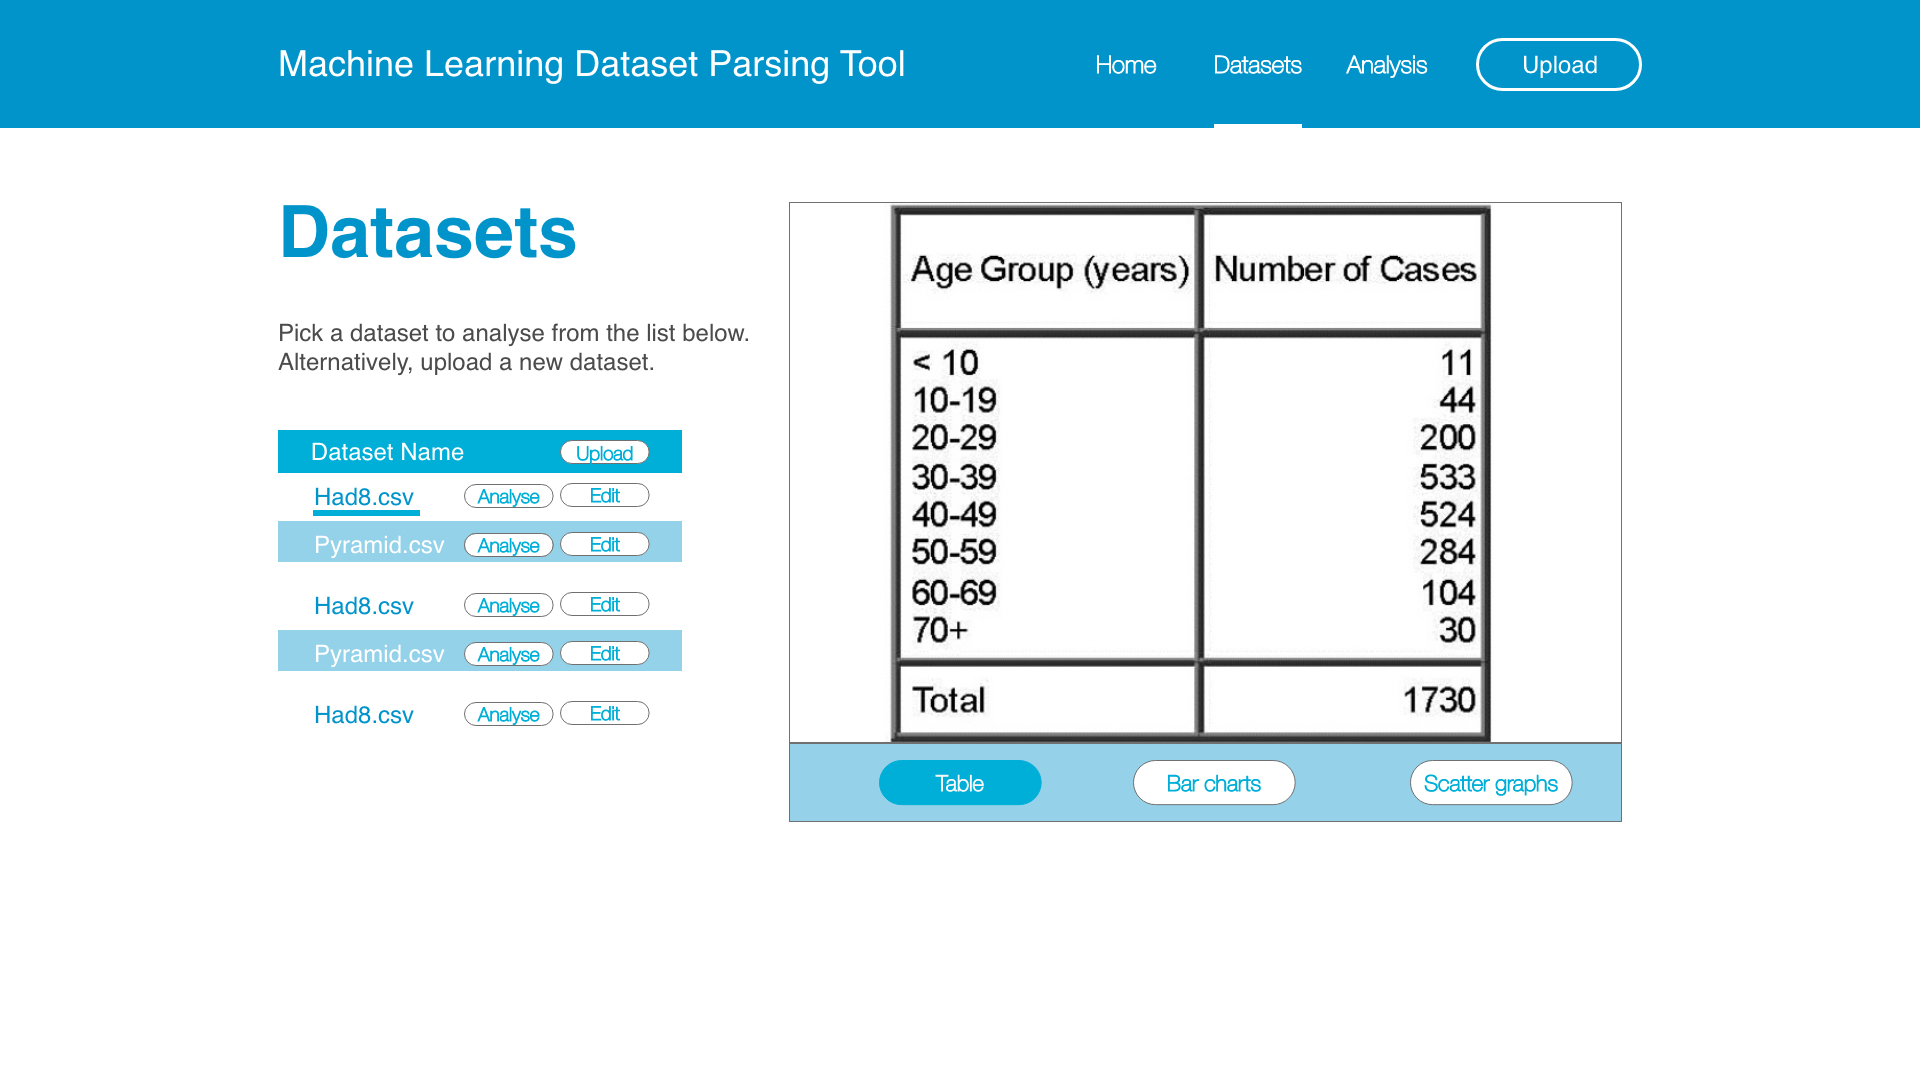 Machine Learning Dataset Parsing Tool
Home
Datasets
Analysis
Upload
Datasets
Pick a dataset to analyse from the list below.
Alternatively, upload a new dataset.
Dataset Name
Upload
Had8.csv
Analyse
Edit
Pyramid.csv
Analyse
Edit
Had8.csv
Analyse
Edit
Pyramid.csv
Analyse
Edit
Had8.csv
Analyse
Edit
Age Group (years) Number of Cases
< 10 11
10-19 44
20-29 200
30-39 533
40-49 524
50-59 284
60-69 104
70+ 30
Total 1730
Table
Bar charts
Scatter graphs